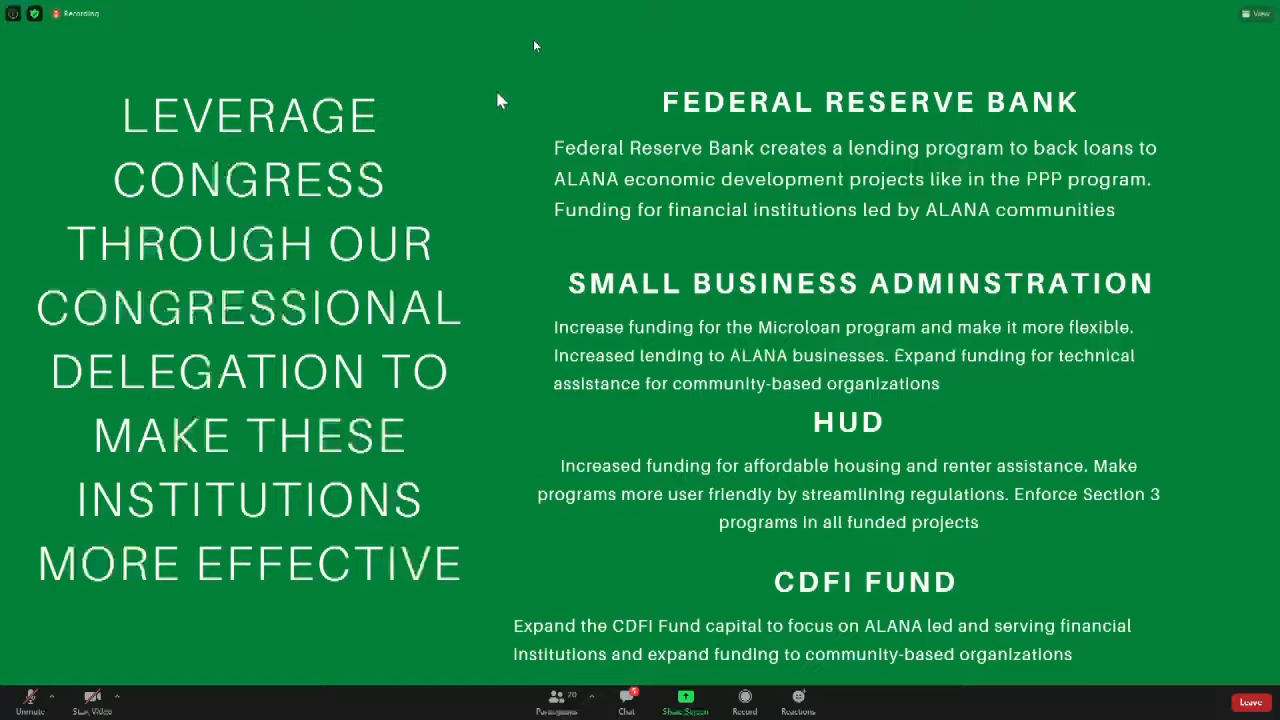 Recording
View
LEVERAGE
CONGRESS
THROUGH OUR
CONGRESSIONAL
DELEGATION TO
MAKE THESE
INSTITUTIONS
MORE EFFECTIVE
FEDERAL RESERVE BANK
Federal Reserve Bank creates a lending program to back loans to
ALANA economic development projects like in the PPP program.
Funding for financial institutions led by ALANA communities
SMALL BUSINESS ADMINSTRATION
Increase funding for the Microloan program and make it more flexible.
Increased lending to ALANA businesses. Expand funding for technical
assistance for community-based organizations
HUD
Increased funding for affordable housing and renter assistance. Make
programs more user friendly by streamlining regulations. Enforce Section 3
programs in all funded projects
CDFI FUND
Expand the CDFI Fund capital to focus on ALANA led and serving financial
institutions and expand funding to community-based organizations
Unmute
Start Video
Participants
70
Chat
5
Share Screen
Record
Reactions
Leave